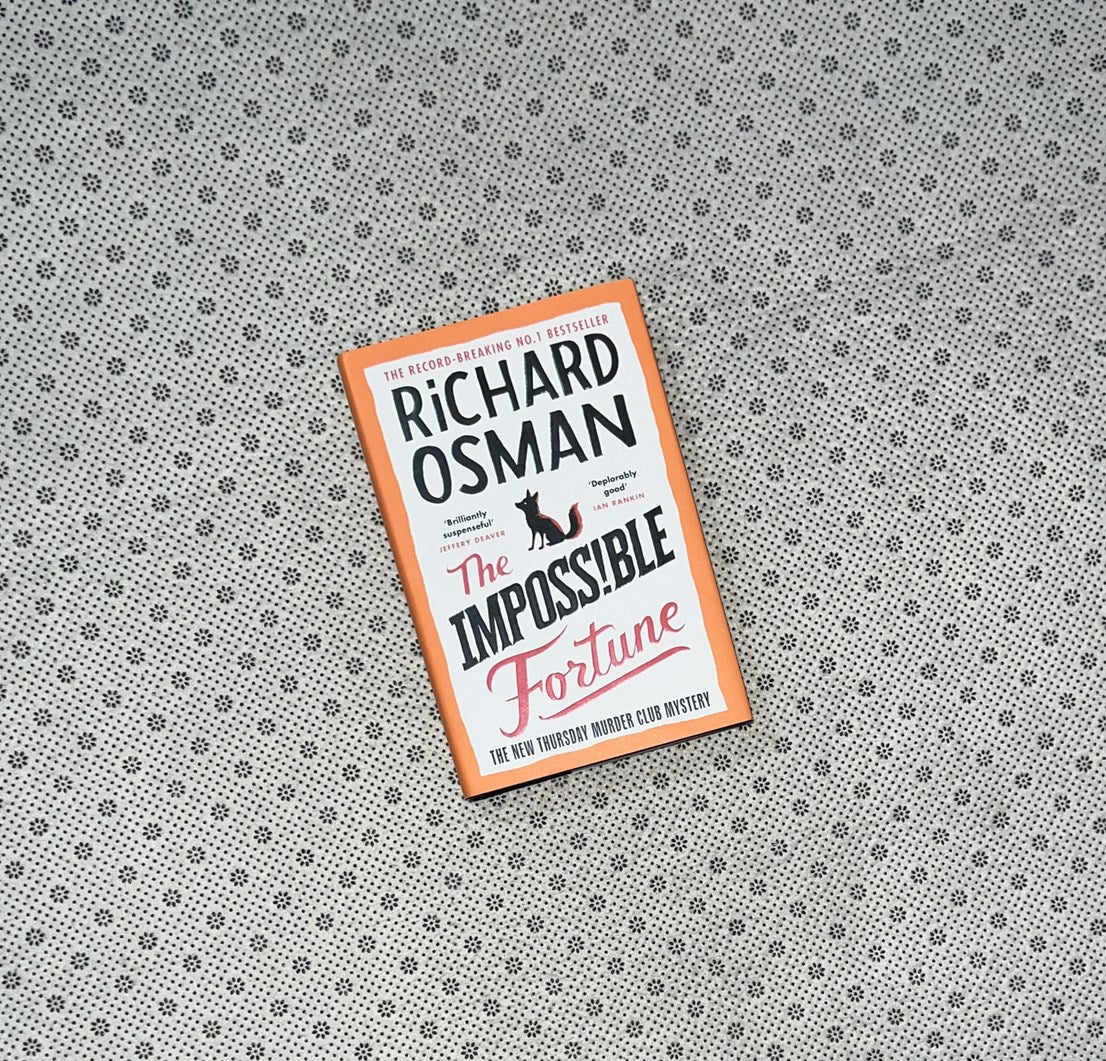 THE RECORD-BREAKING NO.1 BESTSELLER
RiCHARD
OSMAN
'Brilliantly
suspenseful'
JEFFERY DEAVER
'Deplorably
good'
IAN RANKIN
The
IMPOSS!BLE
Fortune
THE NEW THURSDAY MURDER CLUB MYSTERY